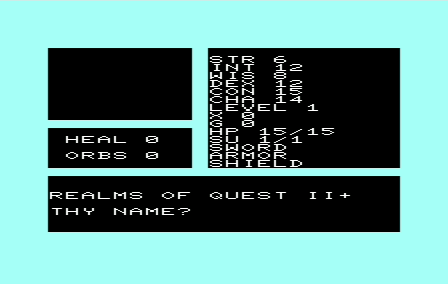 STR 6
INT 12
WIS 8
DEX 12
CON 15
CHA 14
LEVEL 1
X 0
G 0
HP 15/15
SU 1/1
SWORD
ARMOR
SHIELD
HEAL 0
ORBS 0
REALMS OF QUEST II+
THY NAME?